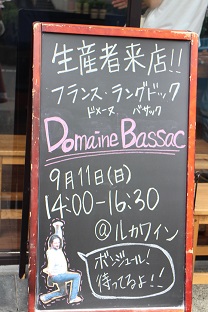 生産者来店!!
フランス・ラングドック
ドメーヌ バサック
Domaine Bassac
9月11日(日)
14:00-16:30
@ルカワイン
ボンジュール!
待ってるよ!!